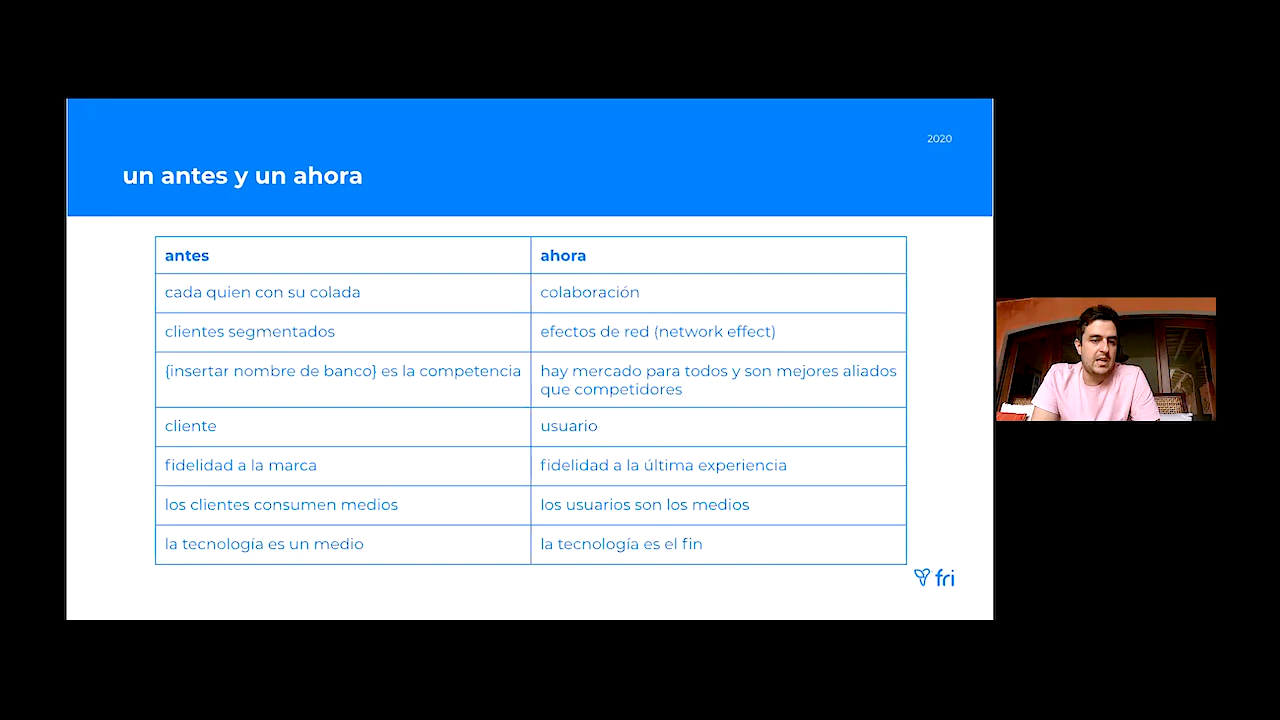 2020
un antes y un ahora
antes
ahora
cada quien con su colada
colaboración
clientes segmentados
efectos de red (network effect)
{insertar nombre de banco} es la competencia
hay mercado para todos y son mejores aliados
que competidores
cliente
usuario
fidelidad a la marca
fidelidad a la última experiencia
los clientes consumen medios
los usuarios son los medios
la tecnología es un medio
la tecnología es el fin
fri